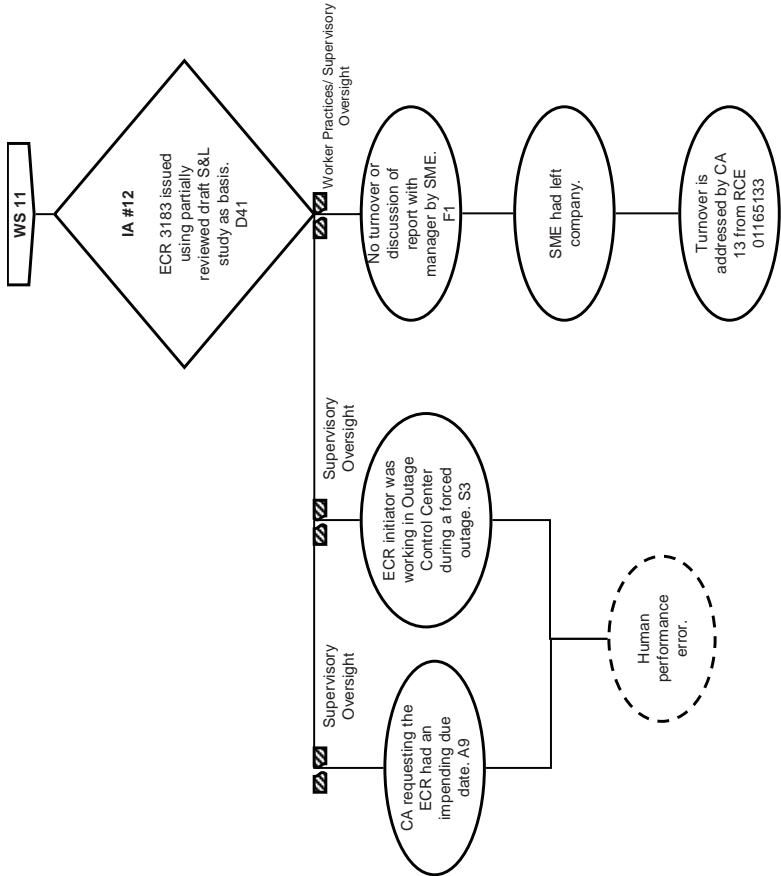 WS 11
IA #12
ECR 3183 issued
using partially
reviewed draft S&L
study as basis.
D41
Supervisory
Oversight
Supervisory
Oversight
Worker Practices/ Supervisory
Oversight
CA requesting the
ECR had an
impending due
date. A9
ECR initiator was
working in Outage
Control Center
during a forced
outage. S3
No turnover or
discussion of
report with
manager by SME.
F1
Human
performance
error.
SME had left
company.
Turnover is
addressed by CA
13 from RCE
01165133